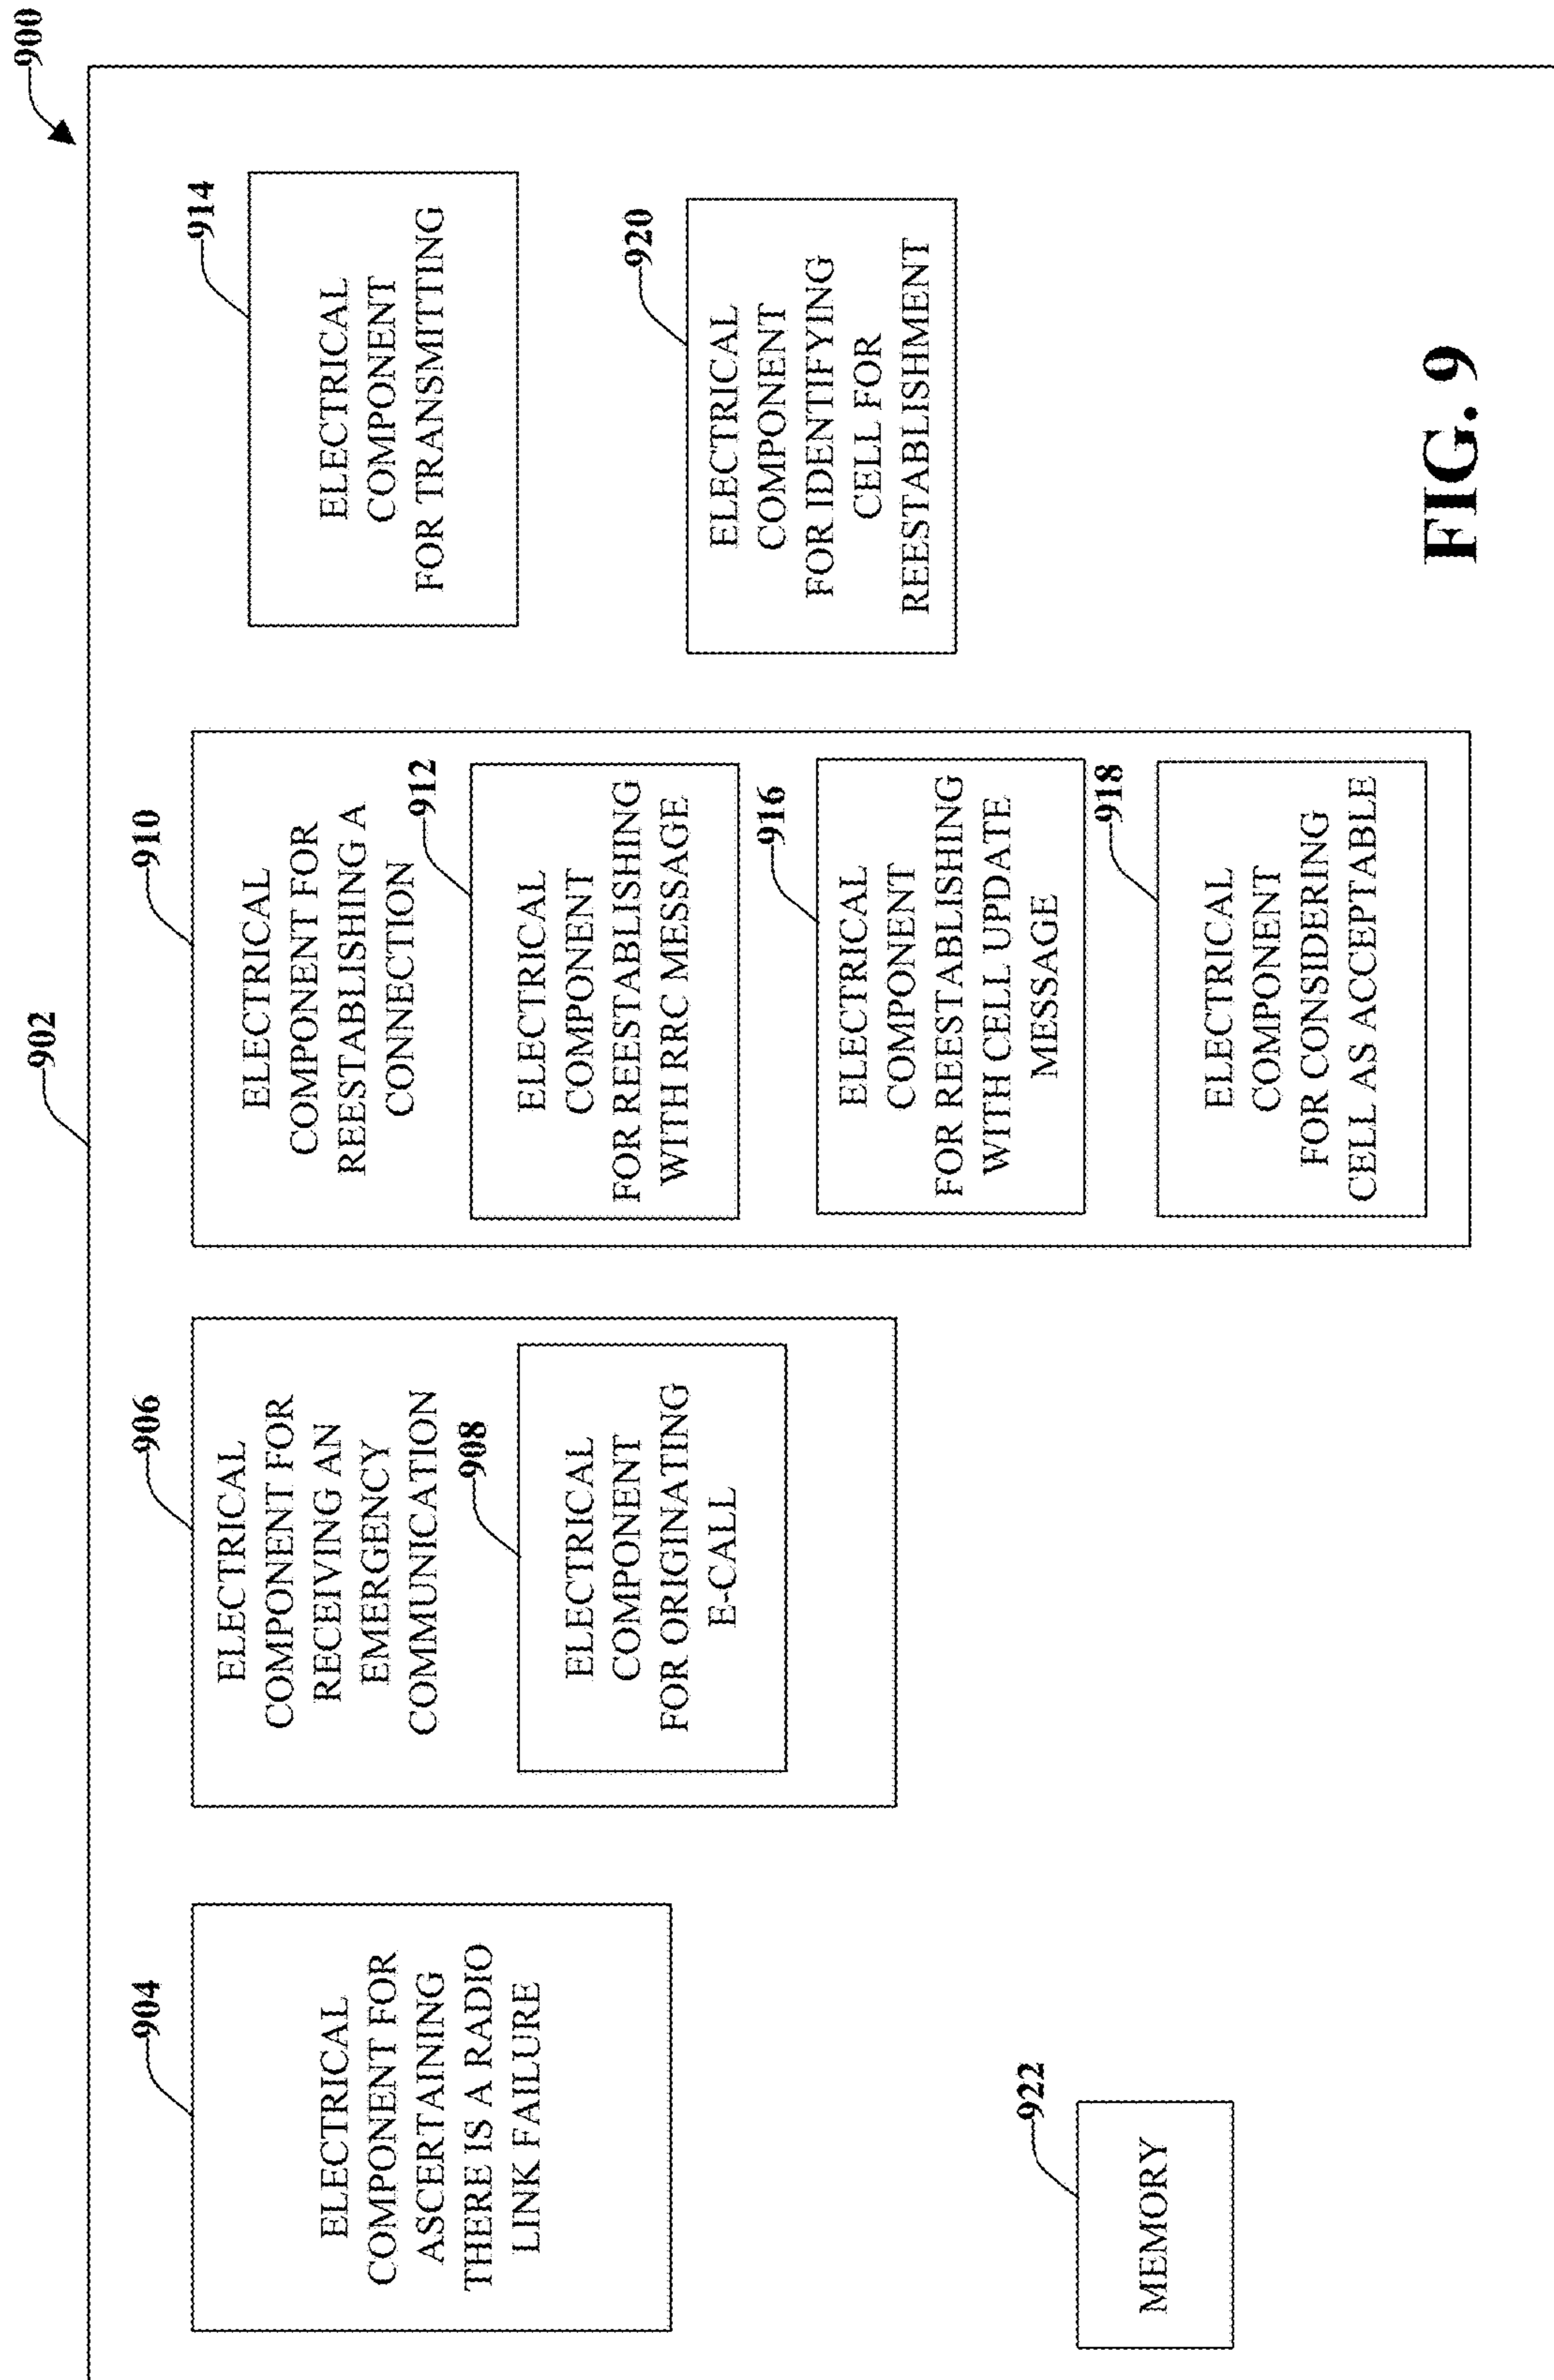 900
902
904
ELECTRICAL
COMPONENT FOR
ASCERTAINING
THERE IS A RADIO
LINK FAILURE
906
ELECTRICAL
COMPONENT FOR
RECEIVING AN
EMERGENCY
COMMUNICATION
908
ELECTRICAL
COMPONENT
FOR ORIGINATING
E-CALL
910
ELECTRICAL
COMPONENT FOR
REESTABLISHING A
CONNECTION
912
ELECTRICAL
COMPONENT
FOR REESTABLISHING
WITH RRC MESSAGE
916
ELECTRICAL
COMPONENT
FOR REESTABLISHING
WITH CELL UPDATE
MESSAGE
918
ELECTRICAL
COMPONENT
FOR CONSIDERING
CELL AS ACCEPTABLE
914
ELECTRICAL
COMPONENT
FOR TRANSMITTING
920
ELECTRICAL
COMPONENT
FOR IDENTIFYING
CELL FOR
REESTABLISHMENT
922
MEMORY
FIG. 9